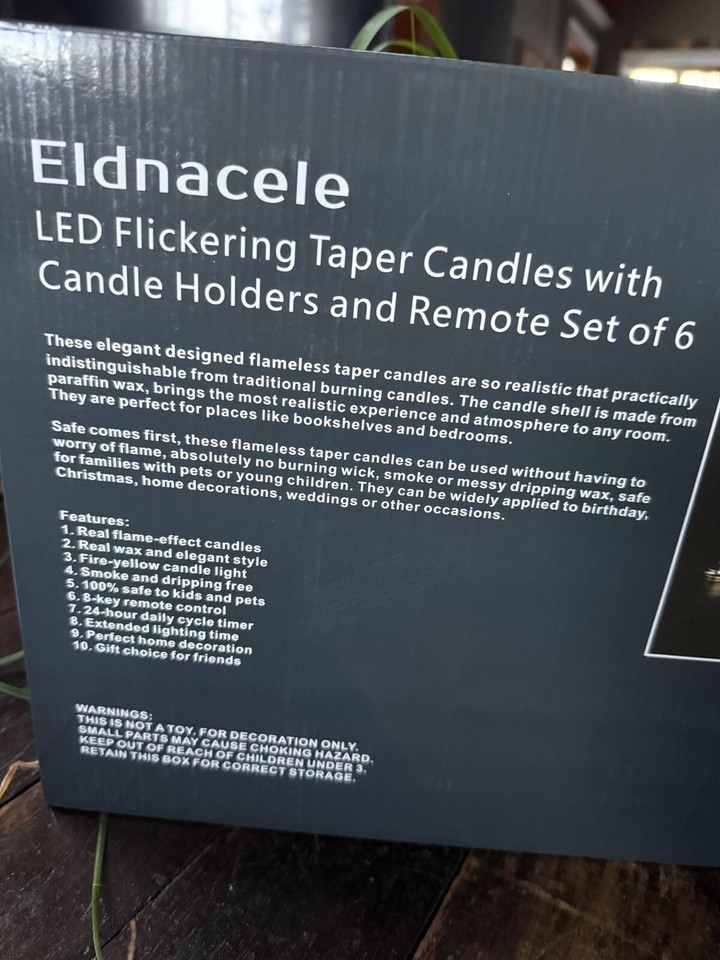 Eldnacele
LED Flickering Taper Candles with
Candle Holders and Remote Set of 6
These elegant designed flameless taper candles are so realistic that practically
indistinguishable from traditional burning candles. The candle shell is made from
paraffin wax, brings the most realistic experience and atmosphere to any room.
They are perfect for places like bookshelves and bedrooms.
Safe comes first, these flameless taper candles can be used without having to
worry of flame, absolutely no burning wick, smoke or messy dripping wax, safe
for families with pets or young children. They can be widely applied to birthday,
Christmas, home decorations, weddings or other occasions.
Features:
1. Real flame-effect candles
2. Real wax and elegant style
3. Fire-yellow candle light
4. Smoke and dripping free
5. 100% safe to kids and pets
6. 8-key remote control
7. 24-hour daily cycle timer
8. Extended lighting time
9. Perfect home decoration
10. Gift choice for friends
WARNINGS:
THIS IS NOT A TOY. FOR DECORATION ONLY.
SMALL PARTS MAY CAUSE CHOKING HAZARD.
KEEP OUT OF REACH OF CHILDREN UNDER 3.
RETAIN THIS BOX FOR CORRECT STORAGE.